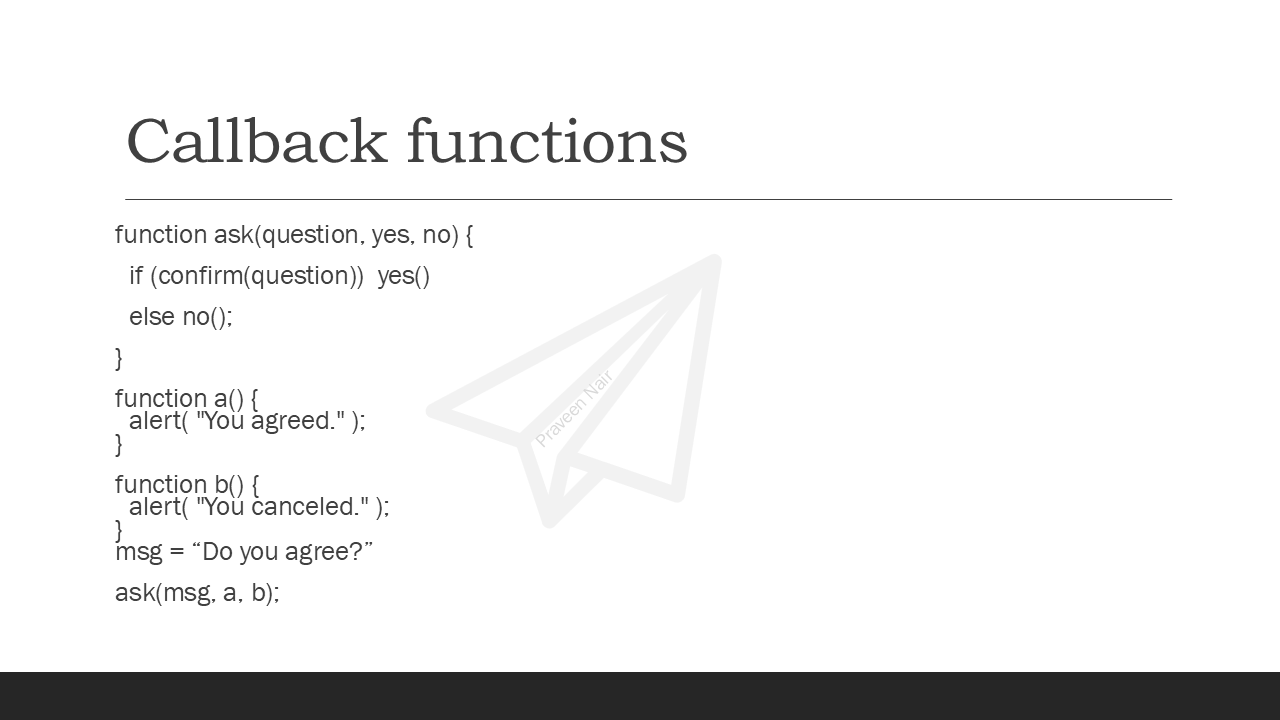 Callback functions
function ask(question, yes, no) {
  if (confirm(question))  yes()
  else no();
}
function a() {
  alert( "You agreed." );
}
function b() {
  alert( "You canceled." );
}
msg = “Do you agree?”
ask(msg, a, b);
Praveen Nair